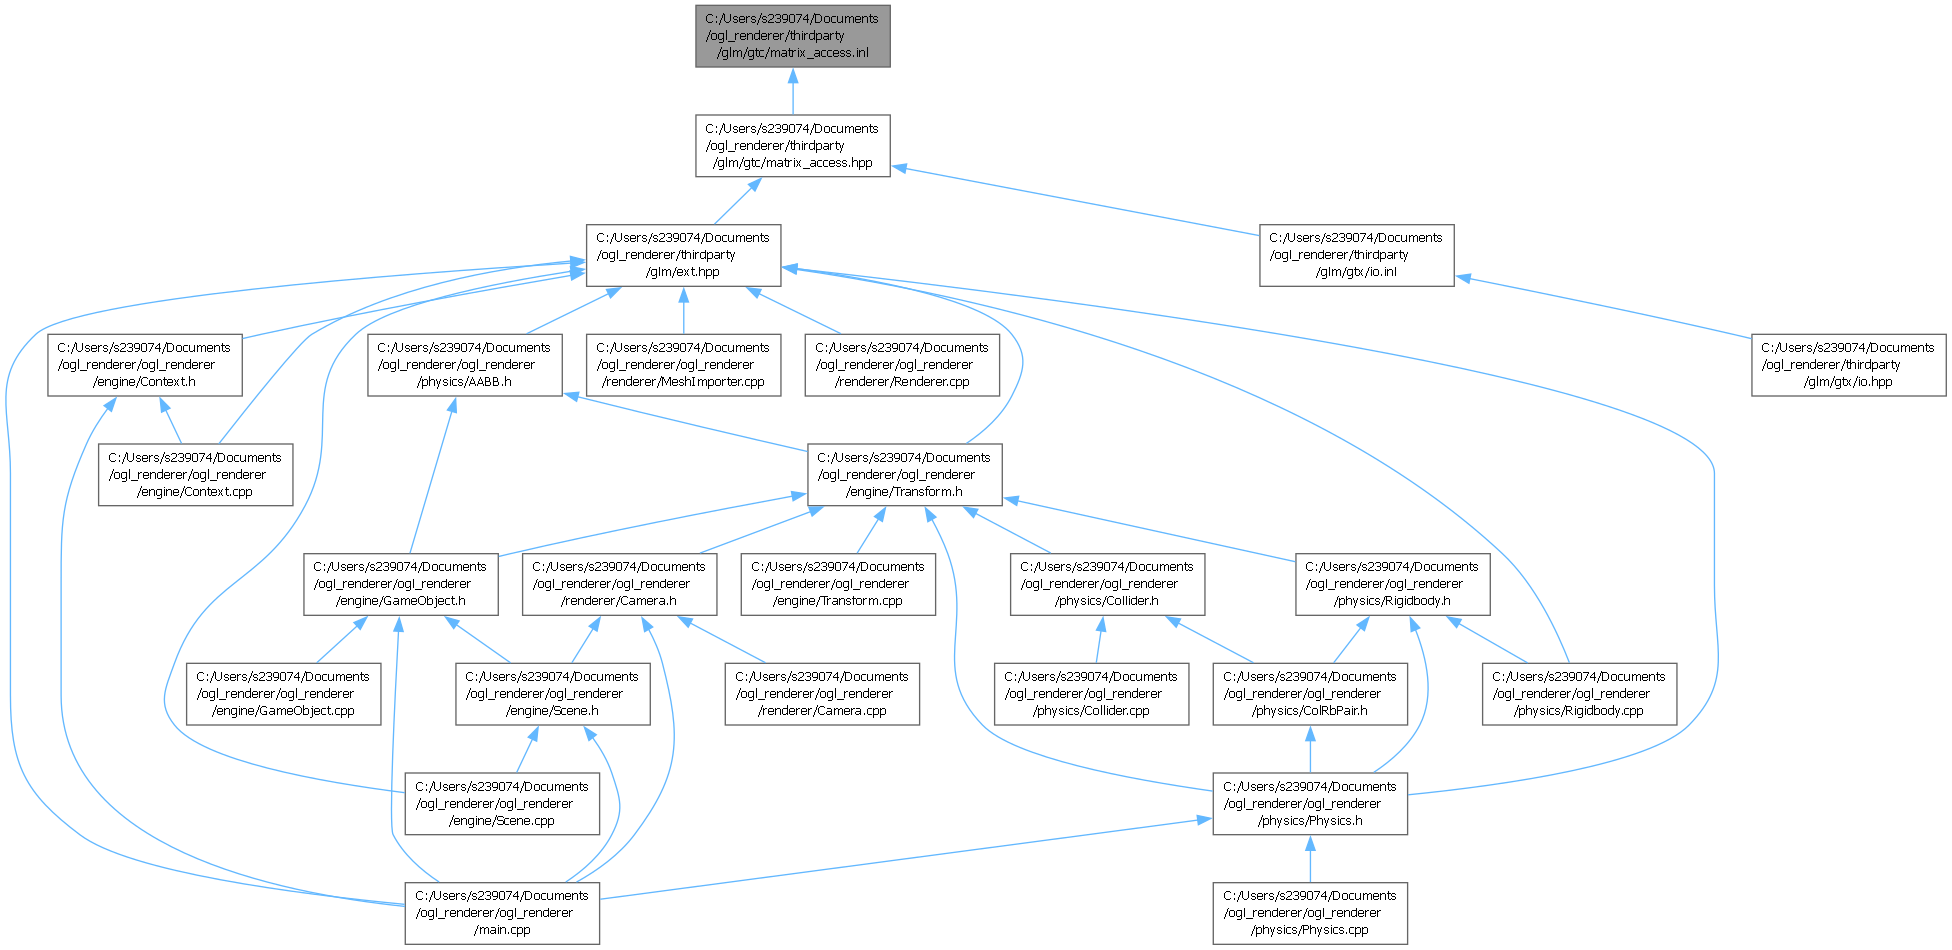 C:/Users/s239074/Documents
/ogl_renderer/thirdparty
/glm/gtc/matrix_access.inl
C:/Users/s239074/Documents
/ogl_renderer/thirdparty
/glm/gtc/matrix_access.hpp
C:/Users/s239074/Documents
/ogl_renderer/thirdparty
/glm/ext.hpp
C:/Users/s239074/Documents
/ogl_renderer/thirdparty
/glm/gtx/io.inl
C:/Users/s239074/Documents
/ogl_renderer/ogl_renderer
/engine/Context.h
C:/Users/s239074/Documents
/ogl_renderer/ogl_renderer
/physics/AABB.h
C:/Users/s239074/Documents
/ogl_renderer/ogl_renderer
/renderer/MeshImporter.cpp
C:/Users/s239074/Documents
/ogl_renderer/ogl_renderer
/renderer/Renderer.cpp
C:/Users/s239074/Documents
/ogl_renderer/thirdparty
/glm/gtx/io.hpp
C:/Users/s239074/Documents
/ogl_renderer/ogl_renderer
/engine/Context.cpp
C:/Users/s239074/Documents
/ogl_renderer/ogl_renderer
/engine/Transform.h
C:/Users/s239074/Documents
/ogl_renderer/ogl_renderer
/engine/GameObject.h
C:/Users/s239074/Documents
/ogl_renderer/ogl_renderer
/renderer/Camera.h
C:/Users/s239074/Documents
/ogl_renderer/ogl_renderer
/engine/Transform.cpp
C:/Users/s239074/Documents
/ogl_renderer/ogl_renderer
/physics/Collider.h
C:/Users/s239074/Documents
/ogl_renderer/ogl_renderer
/physics/Rigidbody.h
C:/Users/s239074/Documents
/ogl_renderer/ogl_renderer
/engine/GameObject.cpp
C:/Users/s239074/Documents
/ogl_renderer/ogl_renderer
/engine/Scene.h
C:/Users/s239074/Documents
/ogl_renderer/ogl_renderer
/renderer/Camera.cpp
C:/Users/s239074/Documents
/ogl_renderer/ogl_renderer
/physics/Collider.cpp
C:/Users/s239074/Documents
/ogl_renderer/ogl_renderer
/physics/ColRbPair.h
C:/Users/s239074/Documents
/ogl_renderer/ogl_renderer
/physics/Rigidbody.cpp
C:/Users/s239074/Documents
/ogl_renderer/ogl_renderer
/engine/Scene.cpp
C:/Users/s239074/Documents
/ogl_renderer/ogl_renderer
/physics/Physics.h
C:/Users/s239074/Documents
/ogl_renderer/ogl_renderer
/main.cpp
C:/Users/s239074/Documents
/ogl_renderer/ogl_renderer
/physics/Physics.cpp